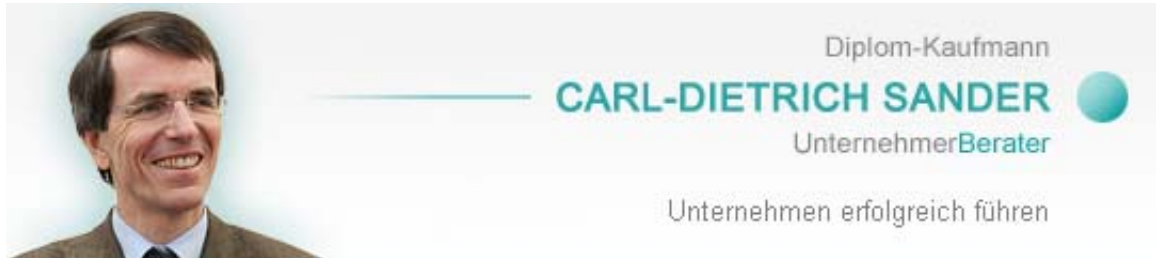 Diplom-Kaufmann
CARL-DIETRICH SANDER
UnternehmerBerater
Unternehmen erfolgreich führen